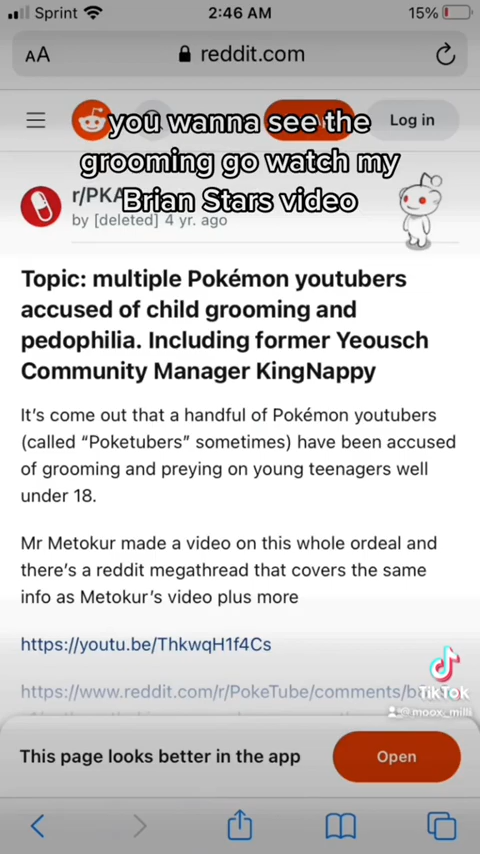 Sprint 2:46 AM 15%
AA reddit.com
Log in
you wanna see the
grooming go watch my
Brian Stars video
r/PKA
by [deleted] 4 yr. ago
Topic: multiple Pokémon youtubers
accused of child grooming and
pedophilia. Including former Yeousch
Community Manager KingNappy
It's come out that a handful of Pokémon youtubers
(called “Poketubers” sometimes) have been accused
of grooming and preying on young teenagers well
under 18.
Mr Metokur made a video on this whole ordeal and
there's a reddit megathread that covers the same
info as Metokur's video plus more
https://youtu.be/ThkwqH1f4Cs
https://www.reddit.com/r/PokeTube/comments/b
TikTok
@moox_milli
This page looks better in the app
Open